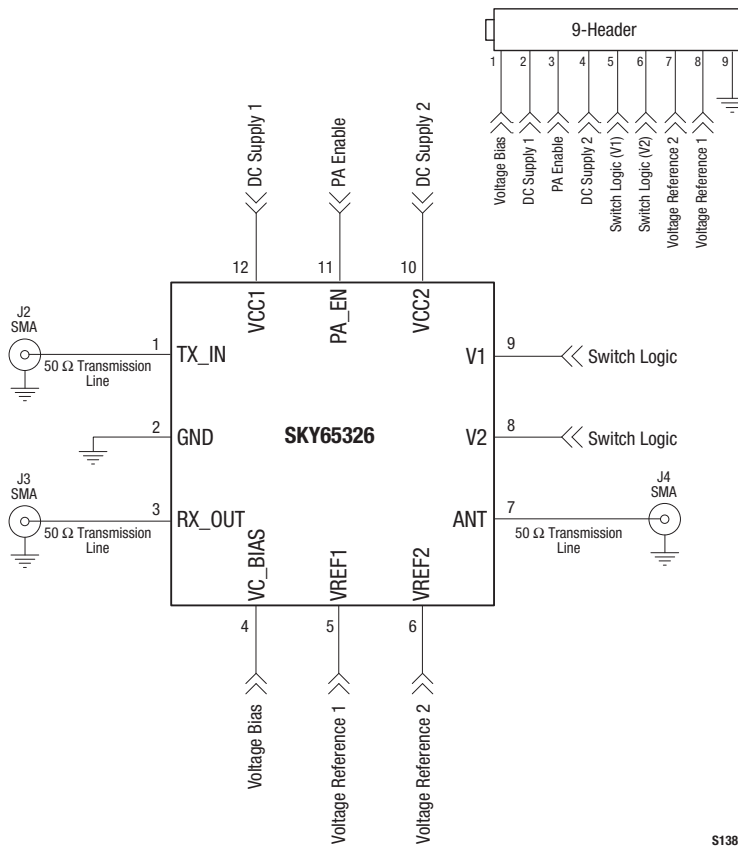 9-Header
1 2 3 4 5 6 7 8 9
Voltage Bias
DC Supply 1
PA Enable
DC Supply 2
Switch Logic (V1)
Switch Logic (V2)
Voltage Reference 2
Voltage Reference 1
DC Supply 1
PA Enable
DC Supply 2
12
11
10
VCC1
PA_EN
VCC2
J2
SMA
50 Ω Transmission
Line
1
TX_IN
V1
9
Switch Logic
2
GND
SKY65326
V2
8
Switch Logic
J3
SMA
50 Ω Transmission
Line
3
RX_OUT
ANT
7
50 Ω Transmission
Line
J4
SMA
VC_BIAS
VREF1
VREF2
4
5
6
Voltage Bias
Voltage Reference 1
Voltage Reference 2
S138